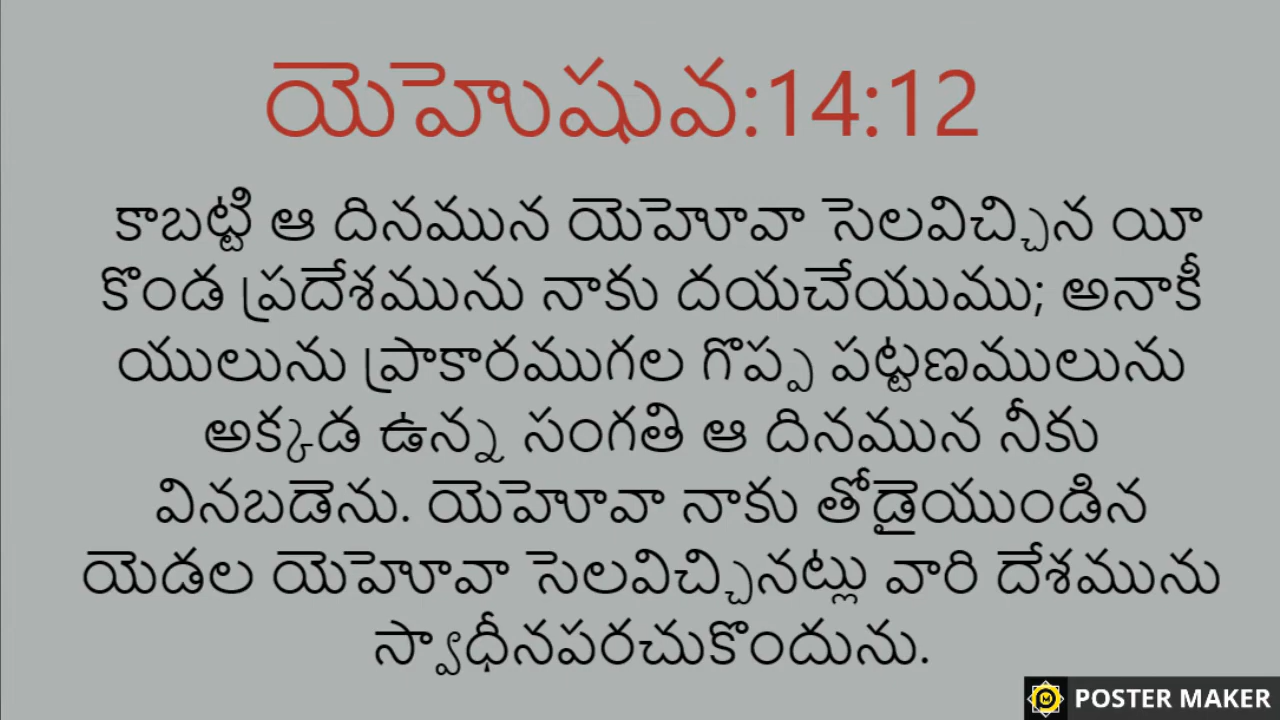 యెహెుషువ:14:12
కాబట్టి ఆ దినమున యెహెూవా సెలవిచ్చిన యీ
కొండ ప్రదేశమును నాకు దయచేయుము; అనాకీ
యులును ప్రాకారముగల గొప్ప పట్టణములును
అక్కడ ఉన్న సంగతి ఆ దినమున నీకు
వినబడెను. యెహెూవా నాకు తోడైయుండిన
యెడల యెహెూవా సెలవిచ్చినట్లు వారి దేశమును
స్వాధీనపరచుకొందును.
POSTER MAKER